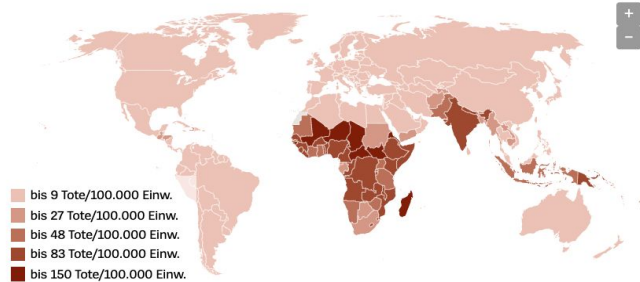 +
−
bis 9 Tote/100.000 Einw.
bis 27 Tote/100.000 Einw.
bis 48 Tote/100.000 Einw.
bis 83 Tote/100.000 Einw.
bis 150 Tote/100.000 Einw.